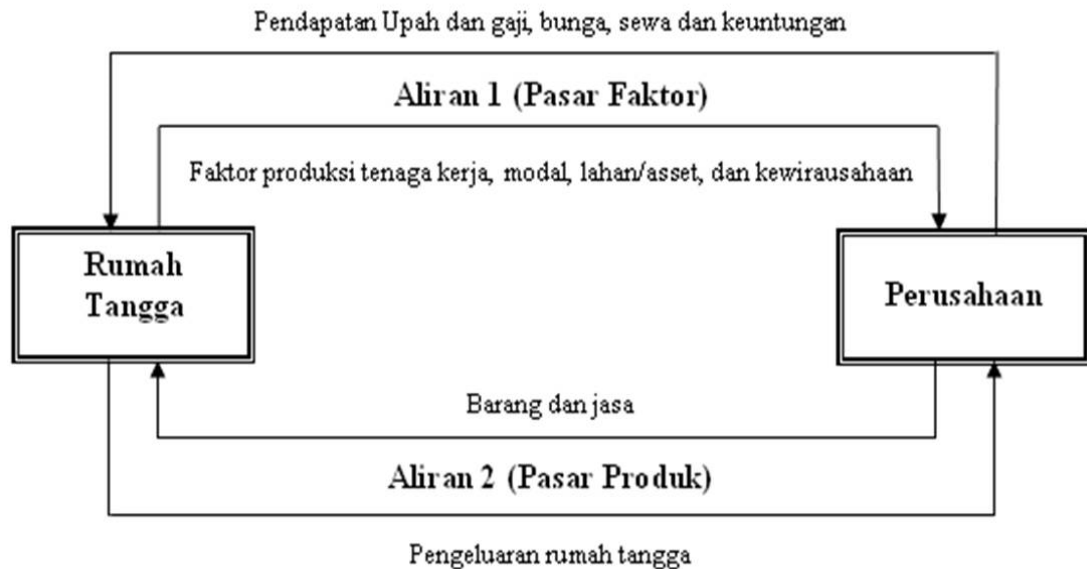 Pendapatan Upah dan gaji, bunga, sewa dan keuntungan
Aliran 1 (Pasar Faktor)
Faktor produksi tenaga kerja, modal, lahan/asset, dan kewirausahaan
Rumah
Tangga
Perusahaan
Barang dan jasa
Aliran 2 (Pasar Produk)
Pengeluaran rumah tangga